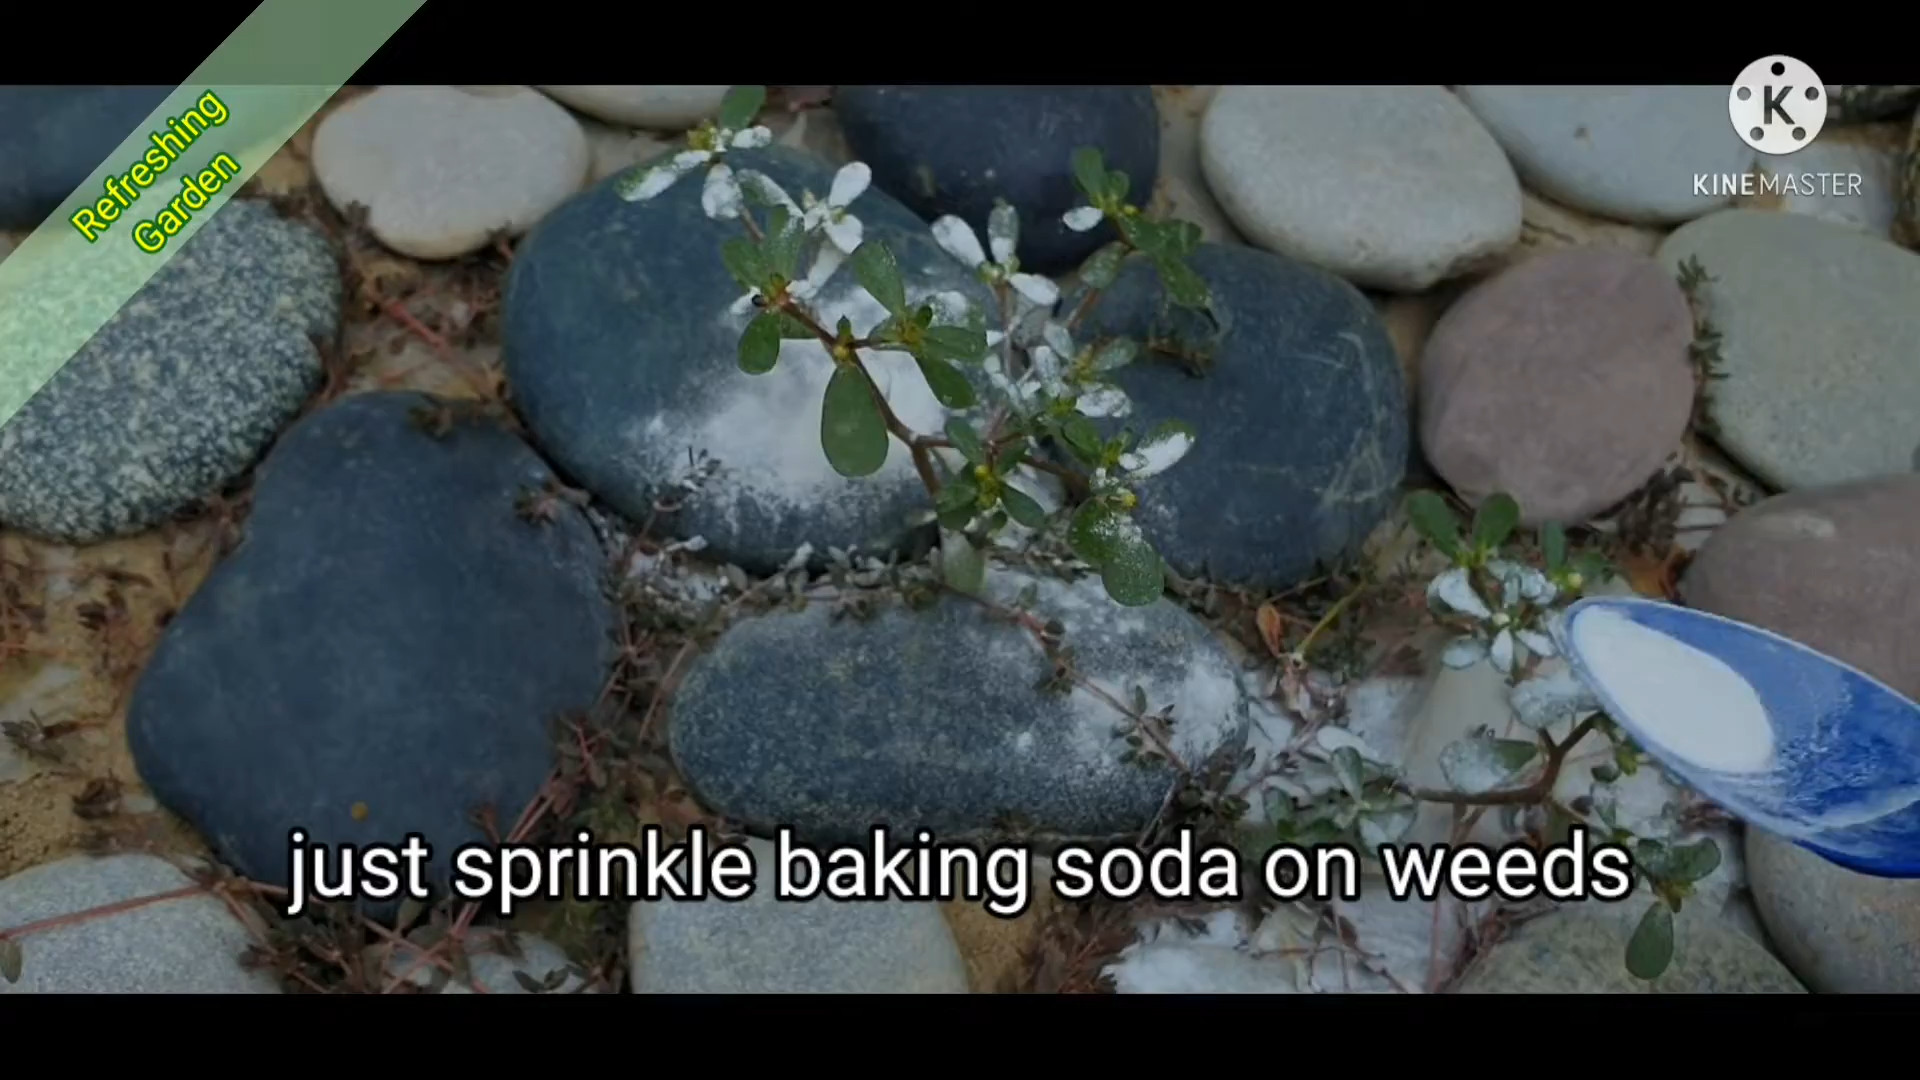 Refreshing
Garden
K
KINEMASTER
just sprinkle baking soda on weeds